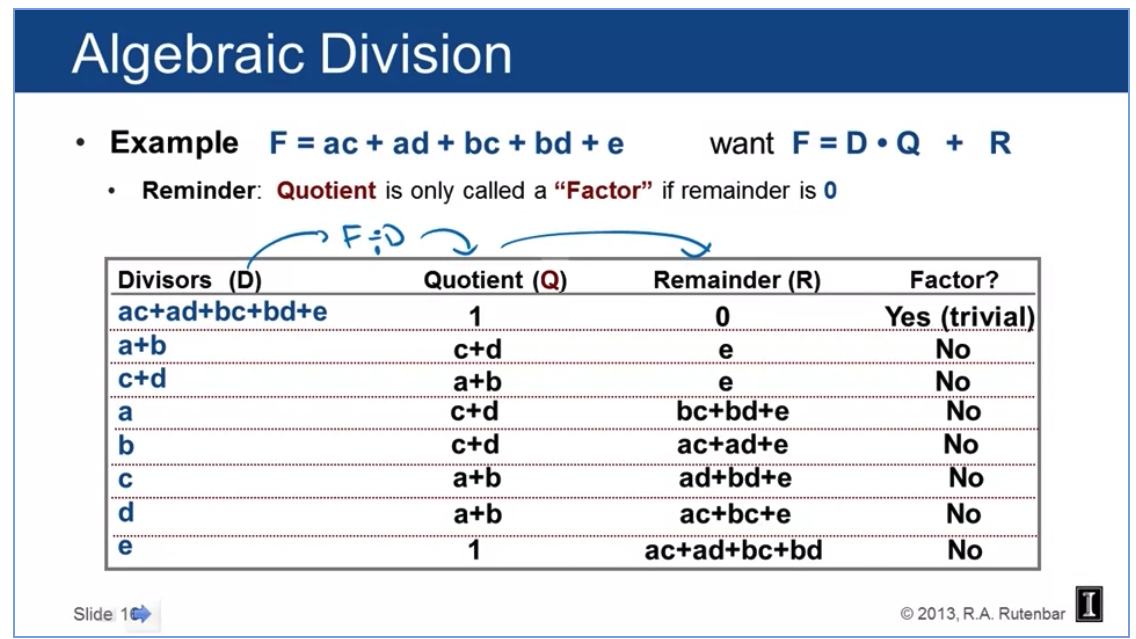 Algebraic Division
• Example F = ac + ad + bc + bd + e want F = D • Q + R
• Reminder: Quotient is only called a “Factor” if remainder is 0
F ÷ D
Divisors (D) Quotient (Q) Remainder (R) Factor?
ac+ad+bc+bd+e 1 0 Yes (trivial)
a+b c+d e No
c+d a+b e No
a c+d bc+bd+e No
b c+d ac+ad+e No
c a+b ad+bd+e No
d a+b ac+bc+e No
e 1 ac+ad+bc+bd No
Slide
© 2013, R.A. Rutenbar I